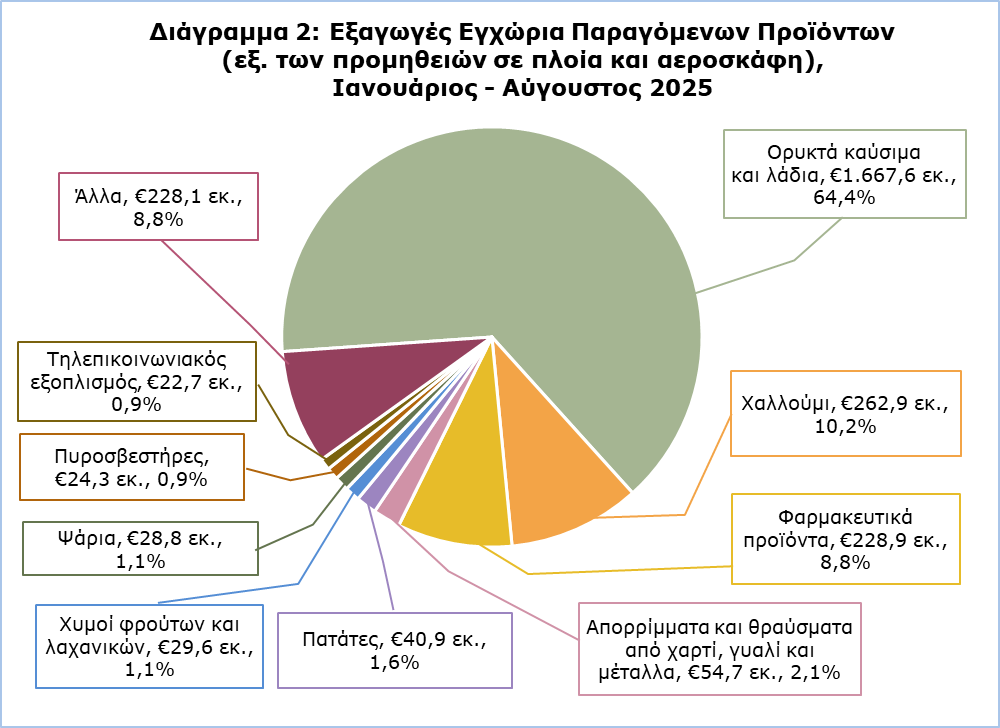 Διάγραμμα 2: Εξαγωγές Εγχώρια Παραγόμενων Προϊόντων
(εξ. των προμηθειών σε πλοία και αεροσκάφη),
Ιανουάριος - Αύγουστος 2025
Ορυκτά καύσιμα
και λάδια, €1.667,6 εκ.,
64,4%
Άλλα, €228,1 εκ.,
8,8%
Τηλεπικοινωνιακός
εξοπλισμός, €22,7 εκ.,
0,9%
Χαλλούμι, €262,9 εκ.,
10,2%
Πυροσβεστήρες,
€24,3 εκ., 0,9%
Φαρμακευτικά
προϊόντα, €228,9 εκ.,
8,8%
Ψάρια, €28,8 εκ.,
1,1%
Χυμοί φρούτων και
λαχανικών, €29,6 εκ.,
1,1%
Πατάτες, €40,9 εκ.,
1,6%
Απορρίμματα και θραύσματα
από χαρτί, γυαλί και
μέταλλα, €54,7 εκ., 2,1%